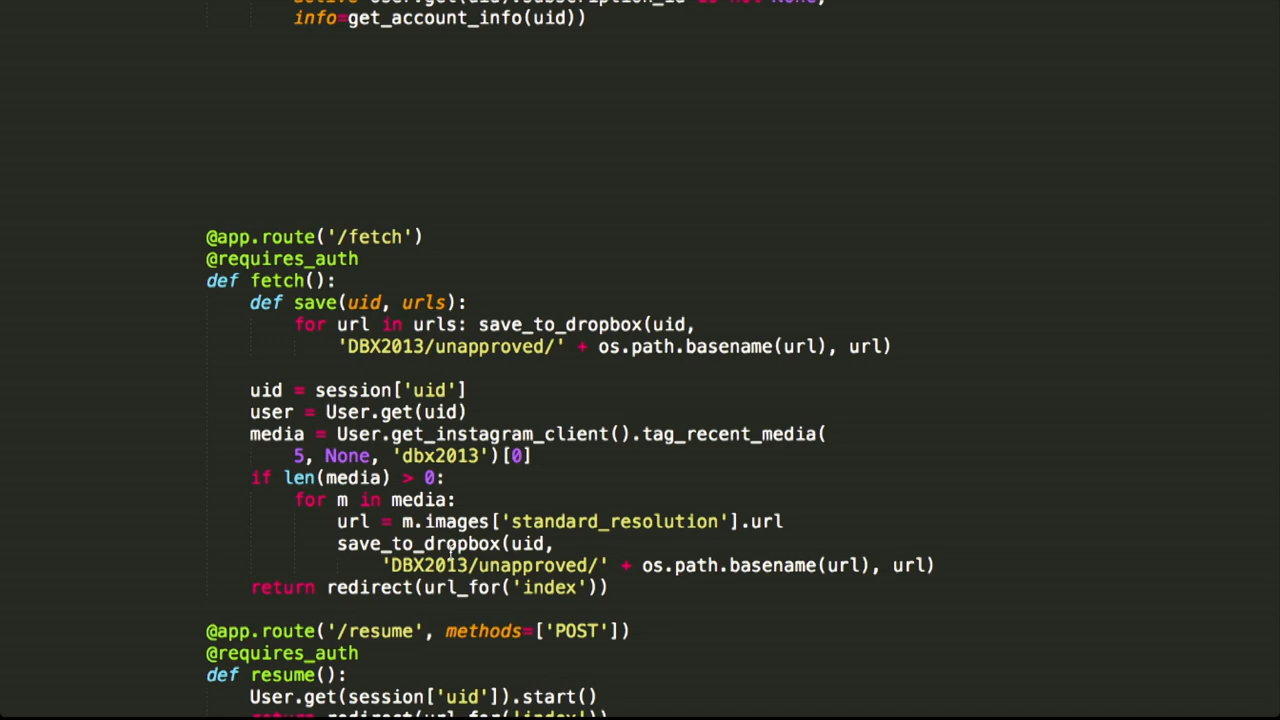 info=get_account_info(uid))
@app.route('/fetch')
@requires_auth
def fetch():
def save(uid, urls):
for url in urls: save_to_dropbox(uid,
'DBX2013/unapproved/' + os.path.basename(url), url)
uid = session['uid']
user = User.get(uid)
media = User.get_instagram_client().tag_recent_media(
5, None, 'dbx2013')[0]
if len(media) > 0:
for m in media:
url = m.images['standard_resolution'].url
save_to_dropbox(uid,
'DBX2013/unapproved/' + os.path.basename(url), url)
return redirect(url_for('index'))
@app.route('/resume', methods=['POST'])
@requires_auth
def resume():
User.get(session['uid']).start()
return redirect(url_for('index'))